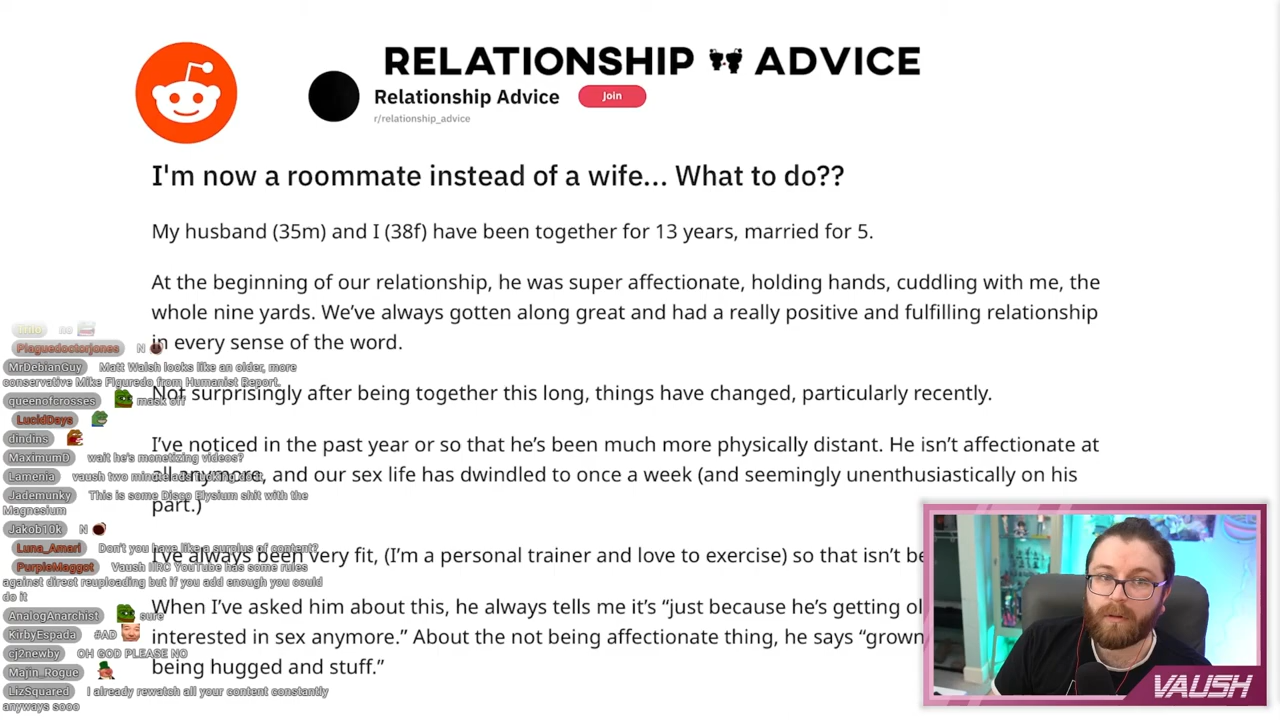 RELATIONSHIP ADVICE
Relationship Advice Join
r/relationship_advice
I'm now a roommate instead of a wife... What to do??
My husband (35m) and I (38f) have been together for 13 years, married for 5.
At the beginning of our relationship, he was super affectionate, holding hands, cuddling with me, the
whole nine yards. We've always gotten along great and had a really positive and fulfilling relationship
in every sense of the word.
Not surprisingly after being together this long, things have changed, particularly recently.
I've noticed in the past year or so that he's been much more physically distant. He isn't affectionate at
all anymore, and our sex life has dwindled to once a week (and seemingly unenthusiastically on his
part.)
I've always been very fit, (I'm a personal trainer and love to exercise) so that isn't be
When I've asked him about this, he always tells me it's “just because he's getting ol
interested in sex anymore.” About the not being affectionate thing, he says “grown
being hugged and stuff.”
Plaguedoctorjones N
MrDebianGuy Matt Walsh looks like an older, more
conservative Mike Figuredo from Humanist Report.
queenofcrosses mask off
LucidDays
dindins
MaximumD wait he's monetizing videos?
Lamenia vaush two minute ads fucking
Jademunky This is some Disco Elysium shit with the
Magnesium
Jakob10k N
Luna_Amari Don't you have like a surplus of content?
PurpleMaggot Vaush IIRC YouTube has some rules
against direct reuploading but if you add enough you could
do it
AnalogAnarchist sure
KirbyEspada #AD
cj2newby OH GOD PLEASE NO
Majin_Rogue
LizSquared I already rewatch all your content constantly
anyways sooo
VAUSH